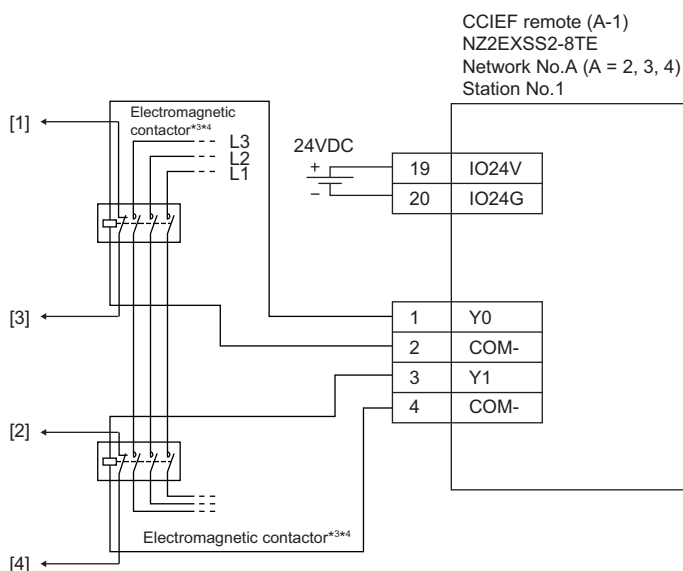 CCIEF remote (A-1)
NZ2EXSS2-8TE
Network No.A (A = 2, 3, 4)
Station No.1
[1]
Electromagnetic
contactor*3*4
L3
L2
L1
24VDC
+
−
19 IO24V
20 IO24G
[3]
1 Y0
2 COM-
3 Y1
4 COM-
[2]
Electromagnetic contactor*3*4
[4]